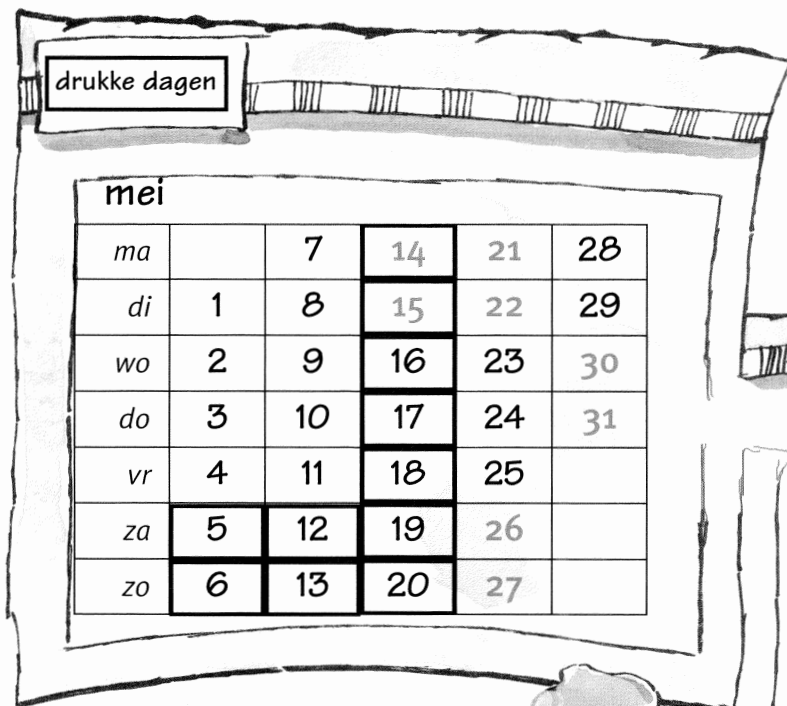 drukke dagen
mei
ma 7 14 21 28
di 1 8 15 22 29
wo 2 9 16 23 30
do 3 10 17 24 31
vr 4 11 18 25
za 5 12 19 26
zo 6 13 20 27